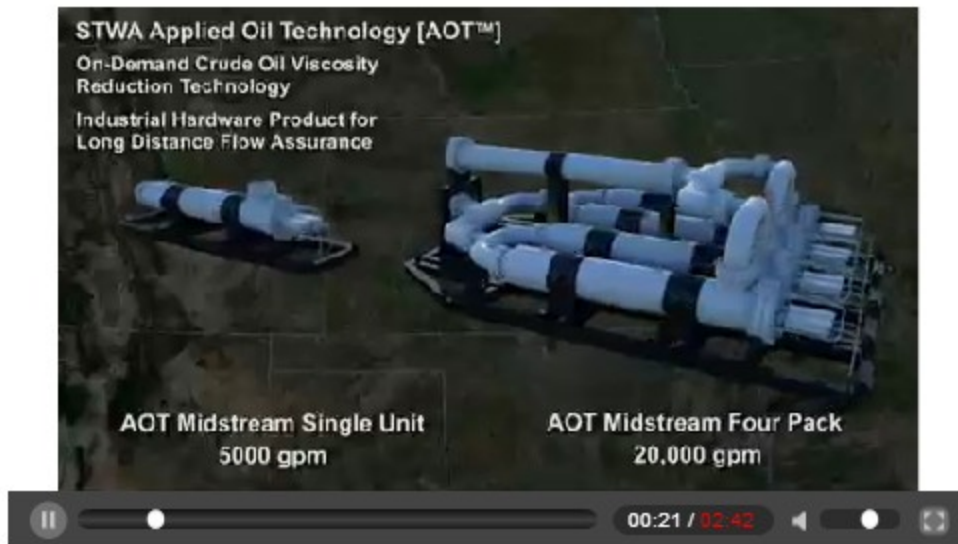 STWA Applied Oil Technology [AOT™]
On-Demand Crude Oil Viscosity
Reduction Technology
Industrial Hardware Product for
Long Distance Flow Assurance
AOT Midstream Single Unit
5000 gpm
AOT Midstream Four Pack
20,000 gpm
00:21 / 02:42